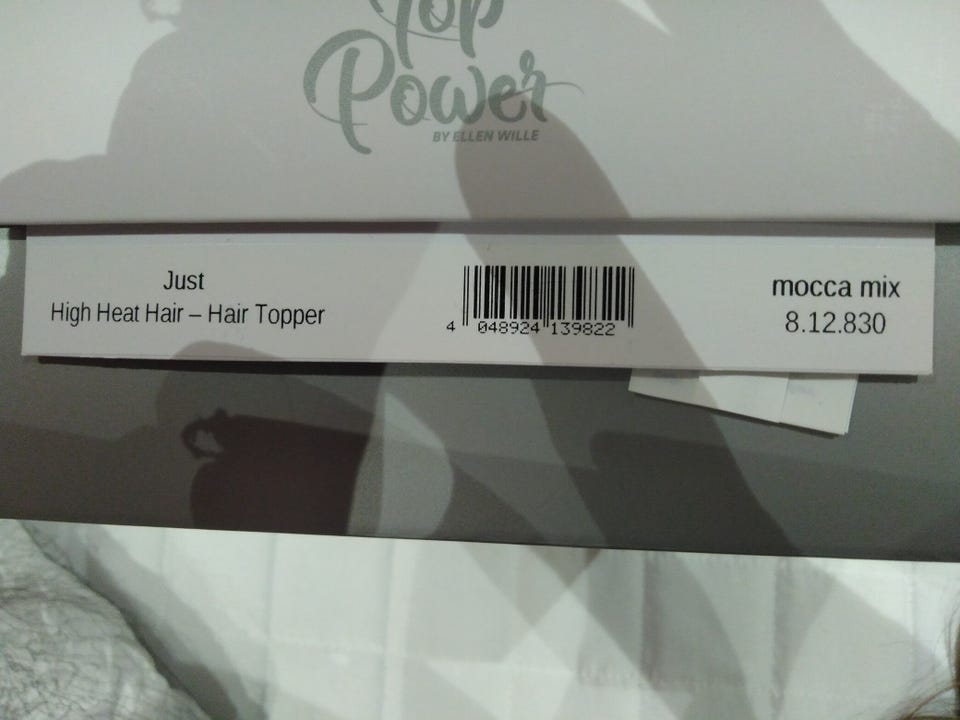 Top
Power
BY ELLEN WILLE
Just
High Heat Hair – Hair Topper
4 048924 139822
mocca mix
8.12.830